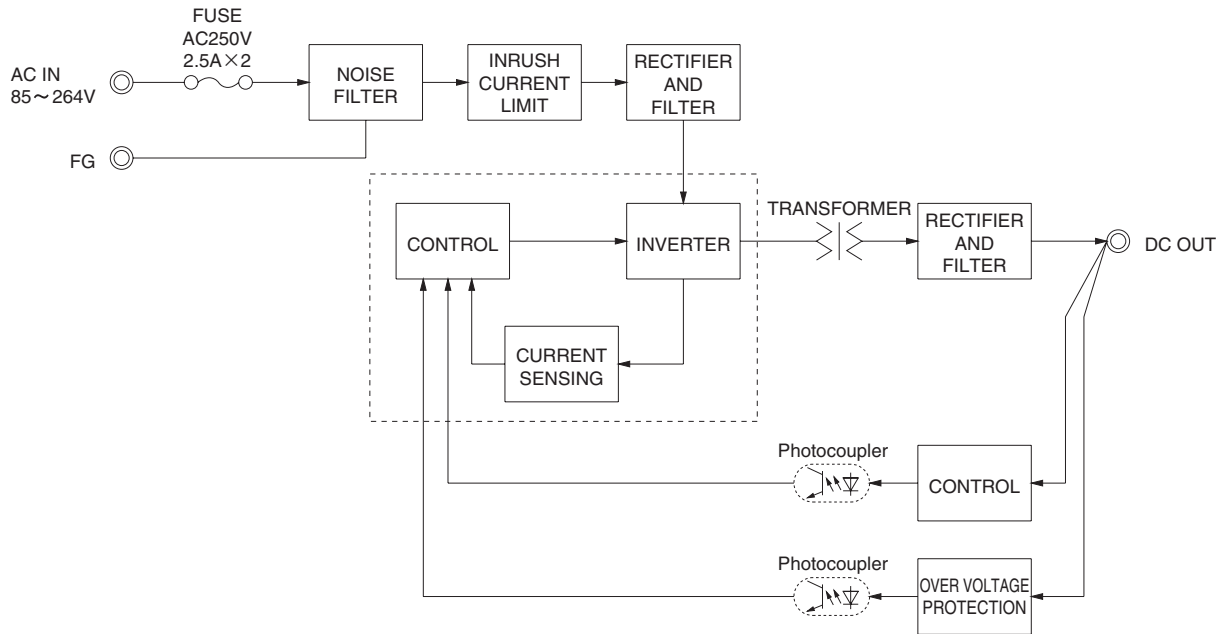 FUSE
AC250V
2.5A×2
AC IN
85～264V
FG
NOISE
FILTER
INRUSH
CURRENT
LIMIT
RECTIFIER
AND
FILTER
CONTROL
INVERTER
TRANSFORMER
RECTIFIER
AND
FILTER
DC OUT
CURRENT
SENSING
Photocoupler
CONTROL
Photocoupler
OVER VOLTAGE
PROTECTION